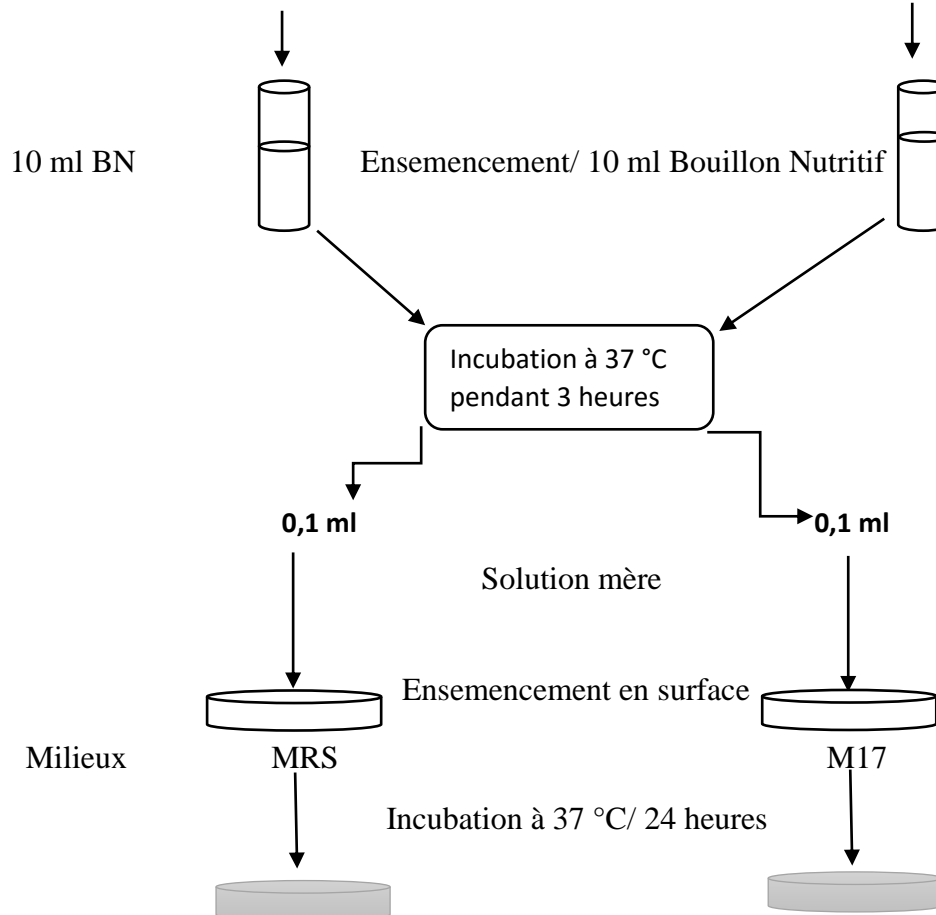 10 ml BN
Ensemencement/ 10 ml Bouillon Nutritif
Incubation à 37 °C
pendant 3 heures
0,1 ml
0,1 ml
Solution mère
Ensemencement en surface
Milieux
MRS
M17
Incubation à 37 °C/ 24 heures